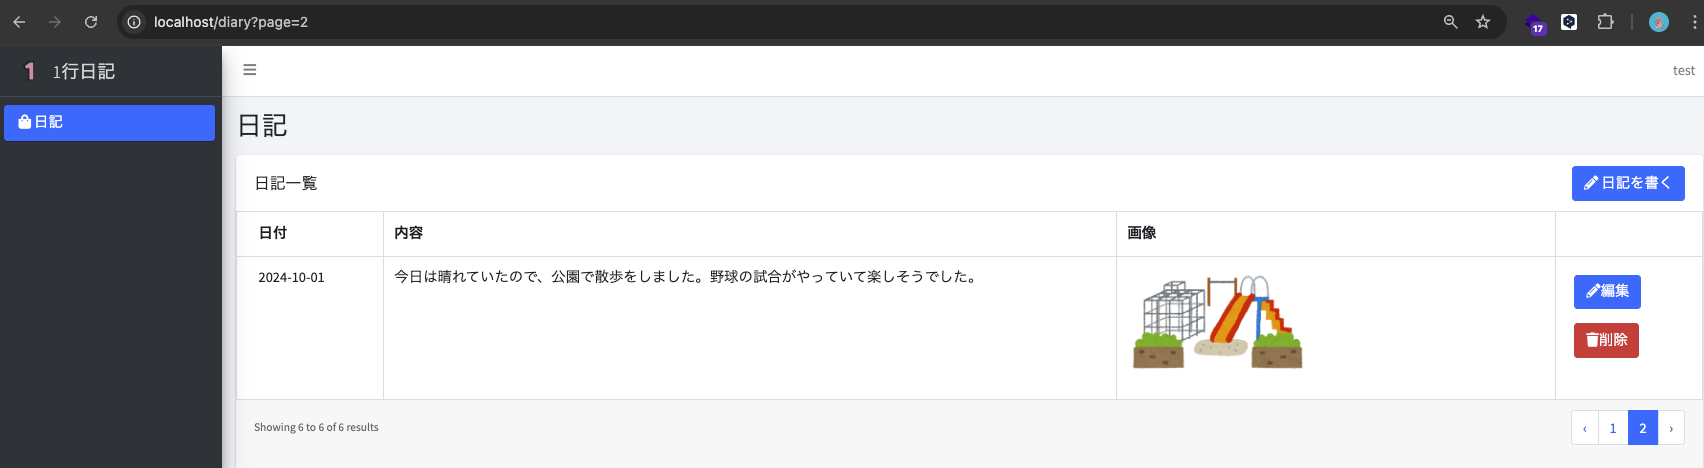 localhost/diary?page=2
17
1 1行日記
test
日記
日記
日記一覧
日記を書く
日付 内容 画像
2024-10-01 今日は晴れていたので、公園で散歩をしました。野球の試合がやっていて楽しそうでした。
編集
削除
Showing 6 to 6 of 6 results
‹ 1 2 ›